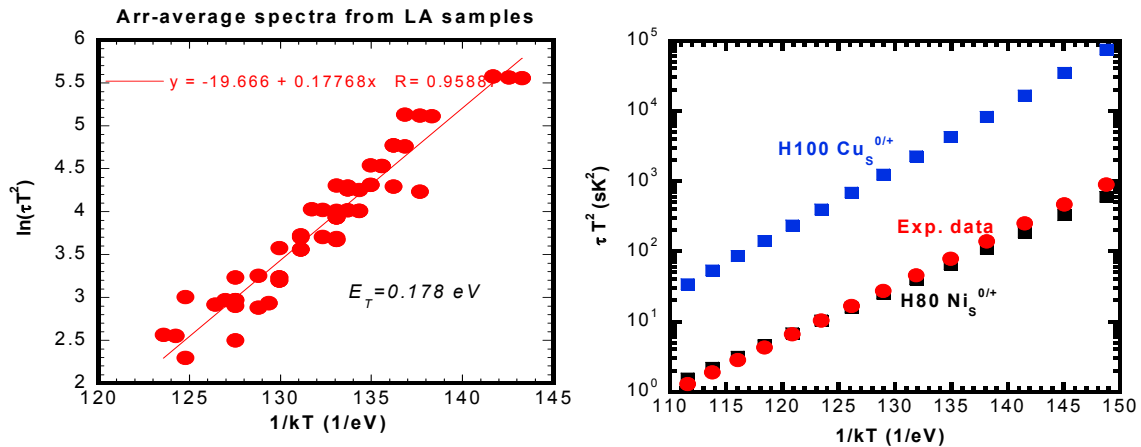 Arr-average spectra from LA samples
6
5.5
5
4.5
4
3.5
3
2.5
2
ln(τT²)
y = -19.666 + 0.17768x R= 0.9588
E_T=0.178 eV
120 125 130 135 140 145
1/kT (1/eV)
10⁵
10⁴
10³
10²
10¹
10⁰
τ T² (sK²)
H100 Cu_S^0/+
Exp. data
H80 Ni_S^0/+
110 115 120 125 130 135 140 145 150
1/kT (1/eV)